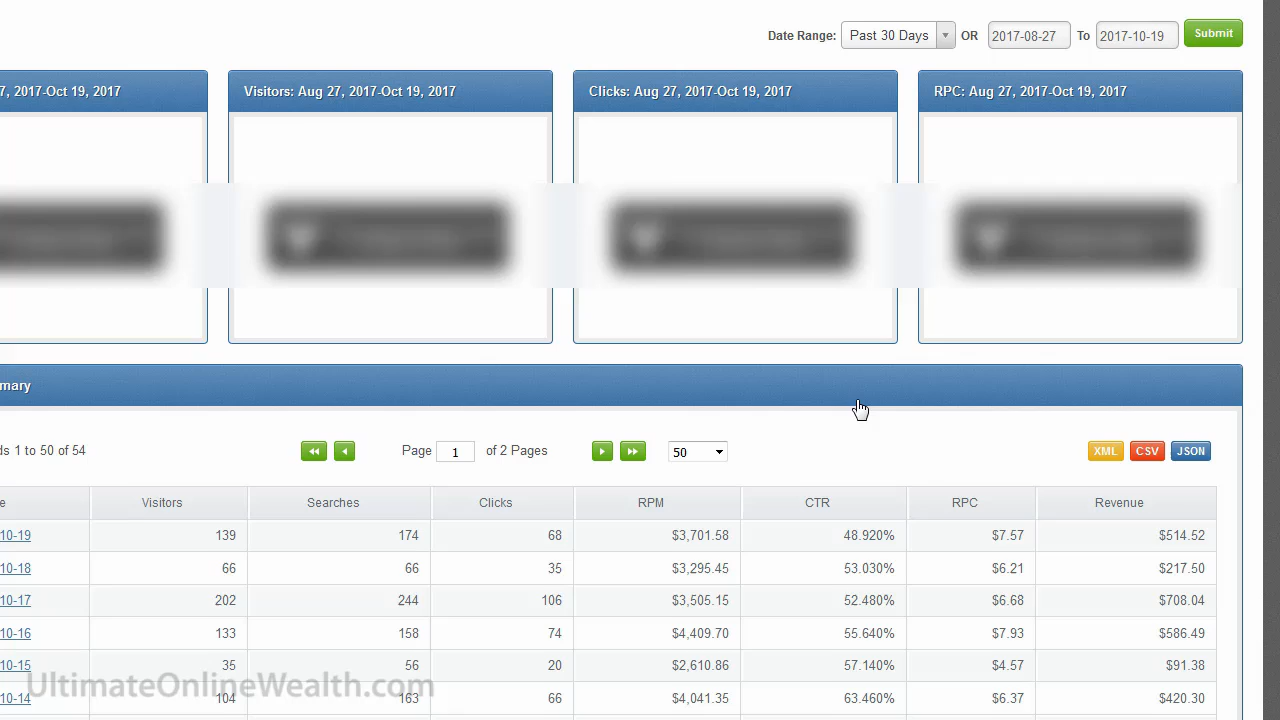 Date Range: Past 30 Days OR 2017-08-27 To 2017-10-19 Submit
7, 2017-Oct 19, 2017 Visitors: Aug 27, 2017-Oct 19, 2017 Clicks: Aug 27, 2017-Oct 19, 2017 RPC: Aug 27, 2017-Oct 19, 2017
mmary
ds 1 to 50 of 54 Page 1 of 2 Pages 50 XML CSV JSON
e Visitors Searches Clicks RPM CTR RPC Revenue
10-19 139 174 68 $3,701.58 48.920% $7.57 $514.52
10-18 66 66 35 $3,295.45 53.030% $6.21 $217.50
10-17 202 244 106 $3,505.15 52.480% $6.68 $708.04
10-16 133 158 74 $4,409.70 55.640% $7.93 $586.49
10-15 35 56 20 $2,610.86 57.140% $4.57 $91.38
UltimateOnlineWealth.com
10-14 104 163 66 $4,041.35 63.460% $6.37 $420.30